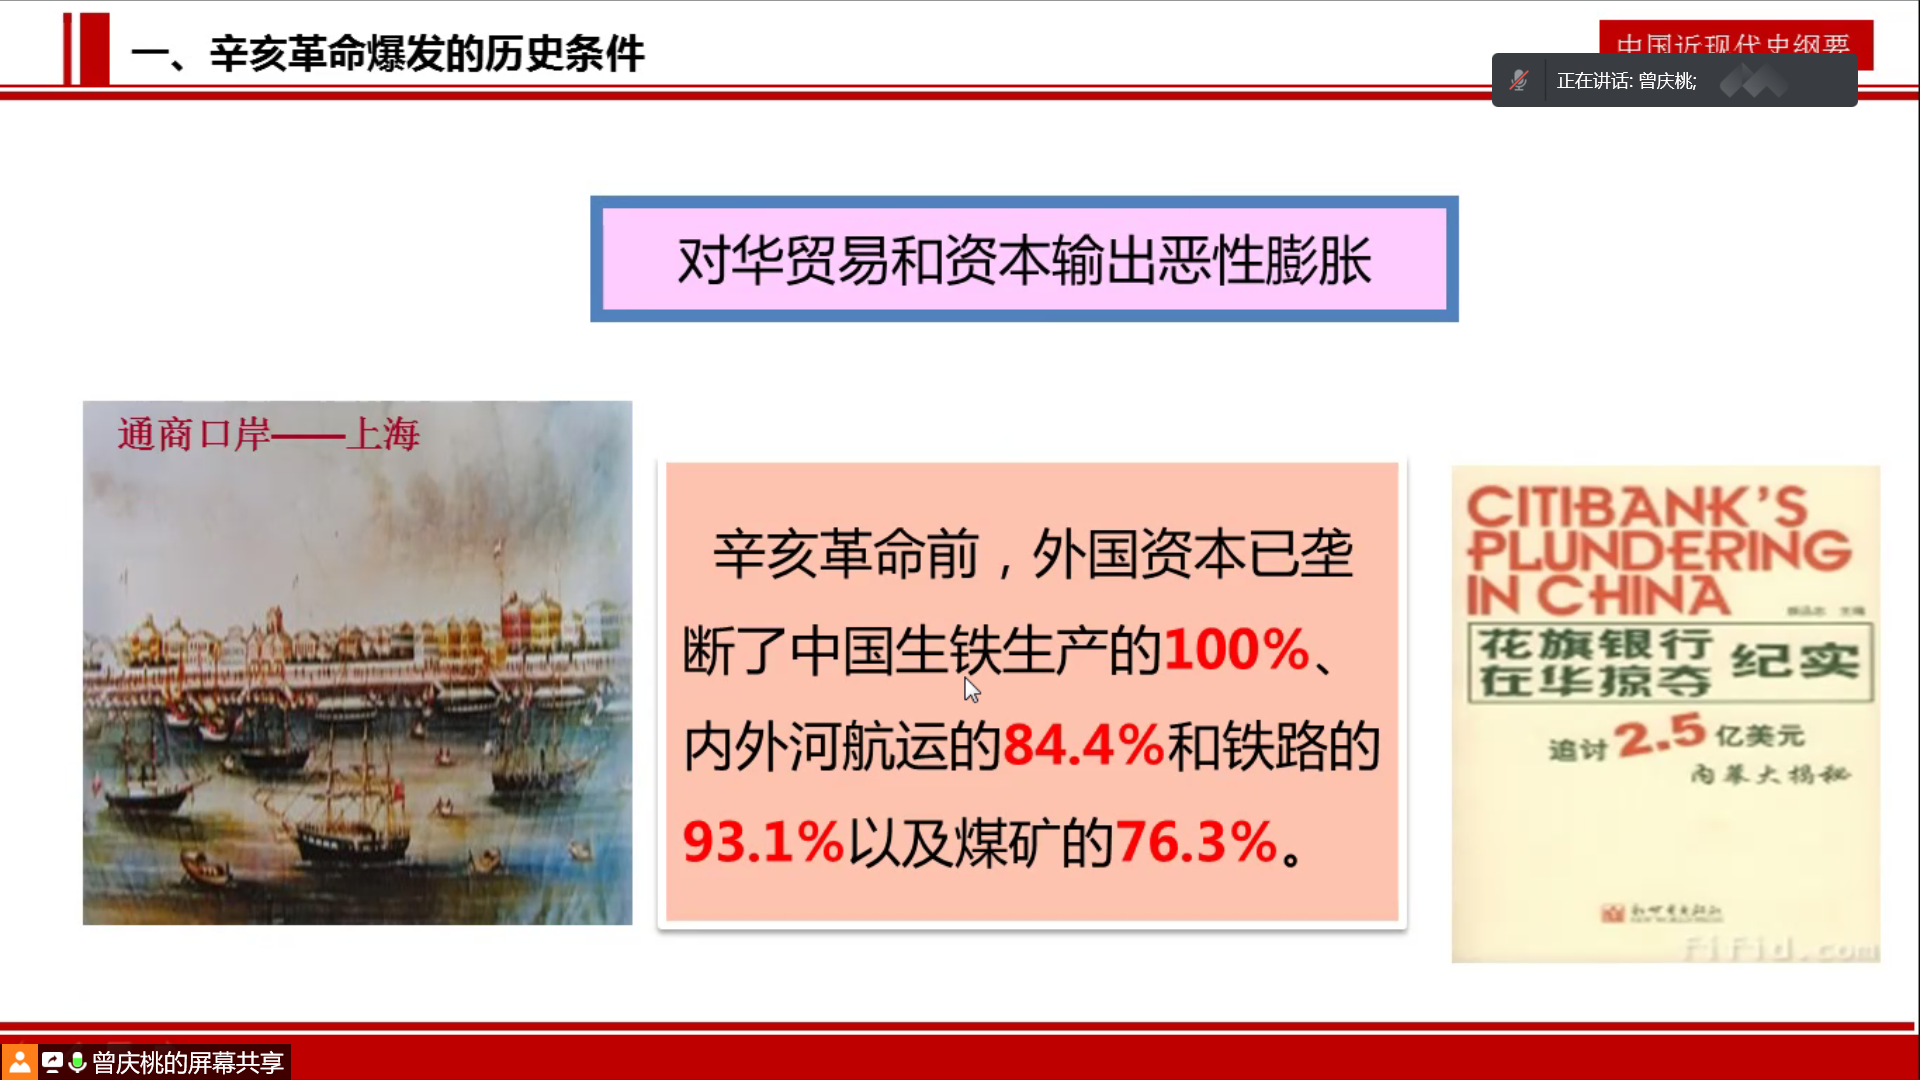 一、辛亥革命爆发的历史条件
中国近现代史纲要
正在讲话: 曾庆桃;
对华贸易和资本输出恶性膨胀
通商口岸——上海
辛亥革命前，外国资本已垄
断了中国生铁生产的100%、
内外河航运的84.4%和铁路的
93.1%以及煤矿的76.3%。
CITIBANK'S
PLUNDERING
IN CHINA
主编
花旗银行
在华掠夺
纪实
追讨2.5亿美元
内幕大揭秘
fifid.com
曾庆桃的屏幕共享